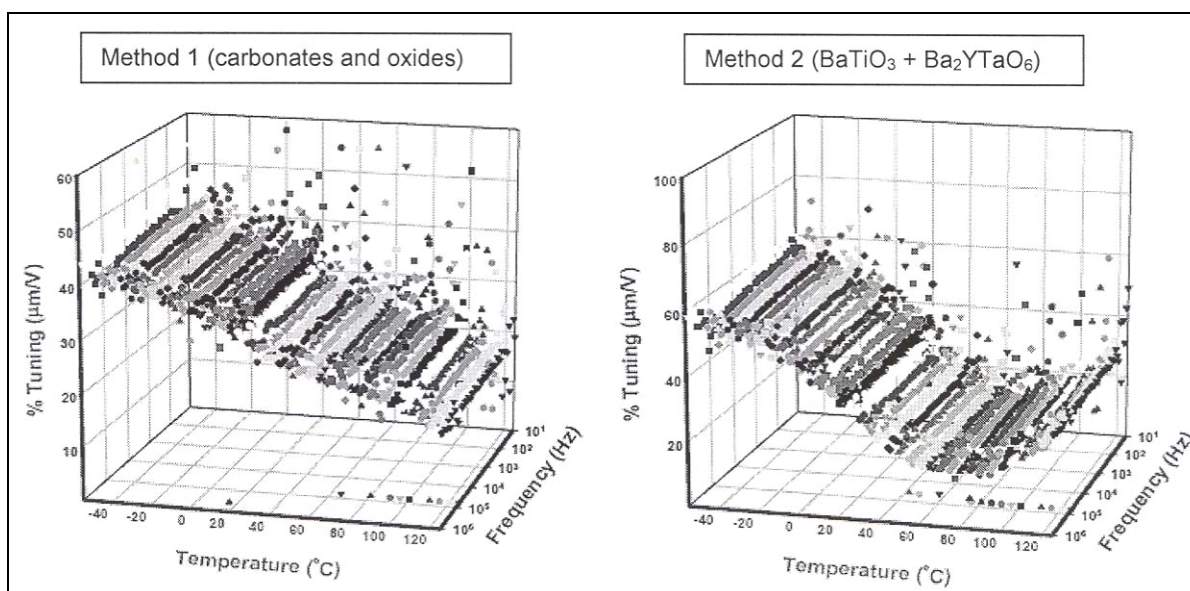 Method 1 (carbonates and oxides)
Method 2 (BaTiO₃ + Ba₂YTaO₆)
60
50
40
30
20
10
% Tuning (μm/V)
-40 -20 0 20 40 60 80 100 120
Temperature (˚C)
10¹
10²
10³
10⁴
10⁵
10⁶
Frequency (Hz)
100
80
60
40
20
% Tuning (μm/V)
-40 -20 0 20 40 60 80 100 120
Temperature (˚C)
10¹
10²
10³
10⁴
10⁵
10⁶
Frequency (Hz)